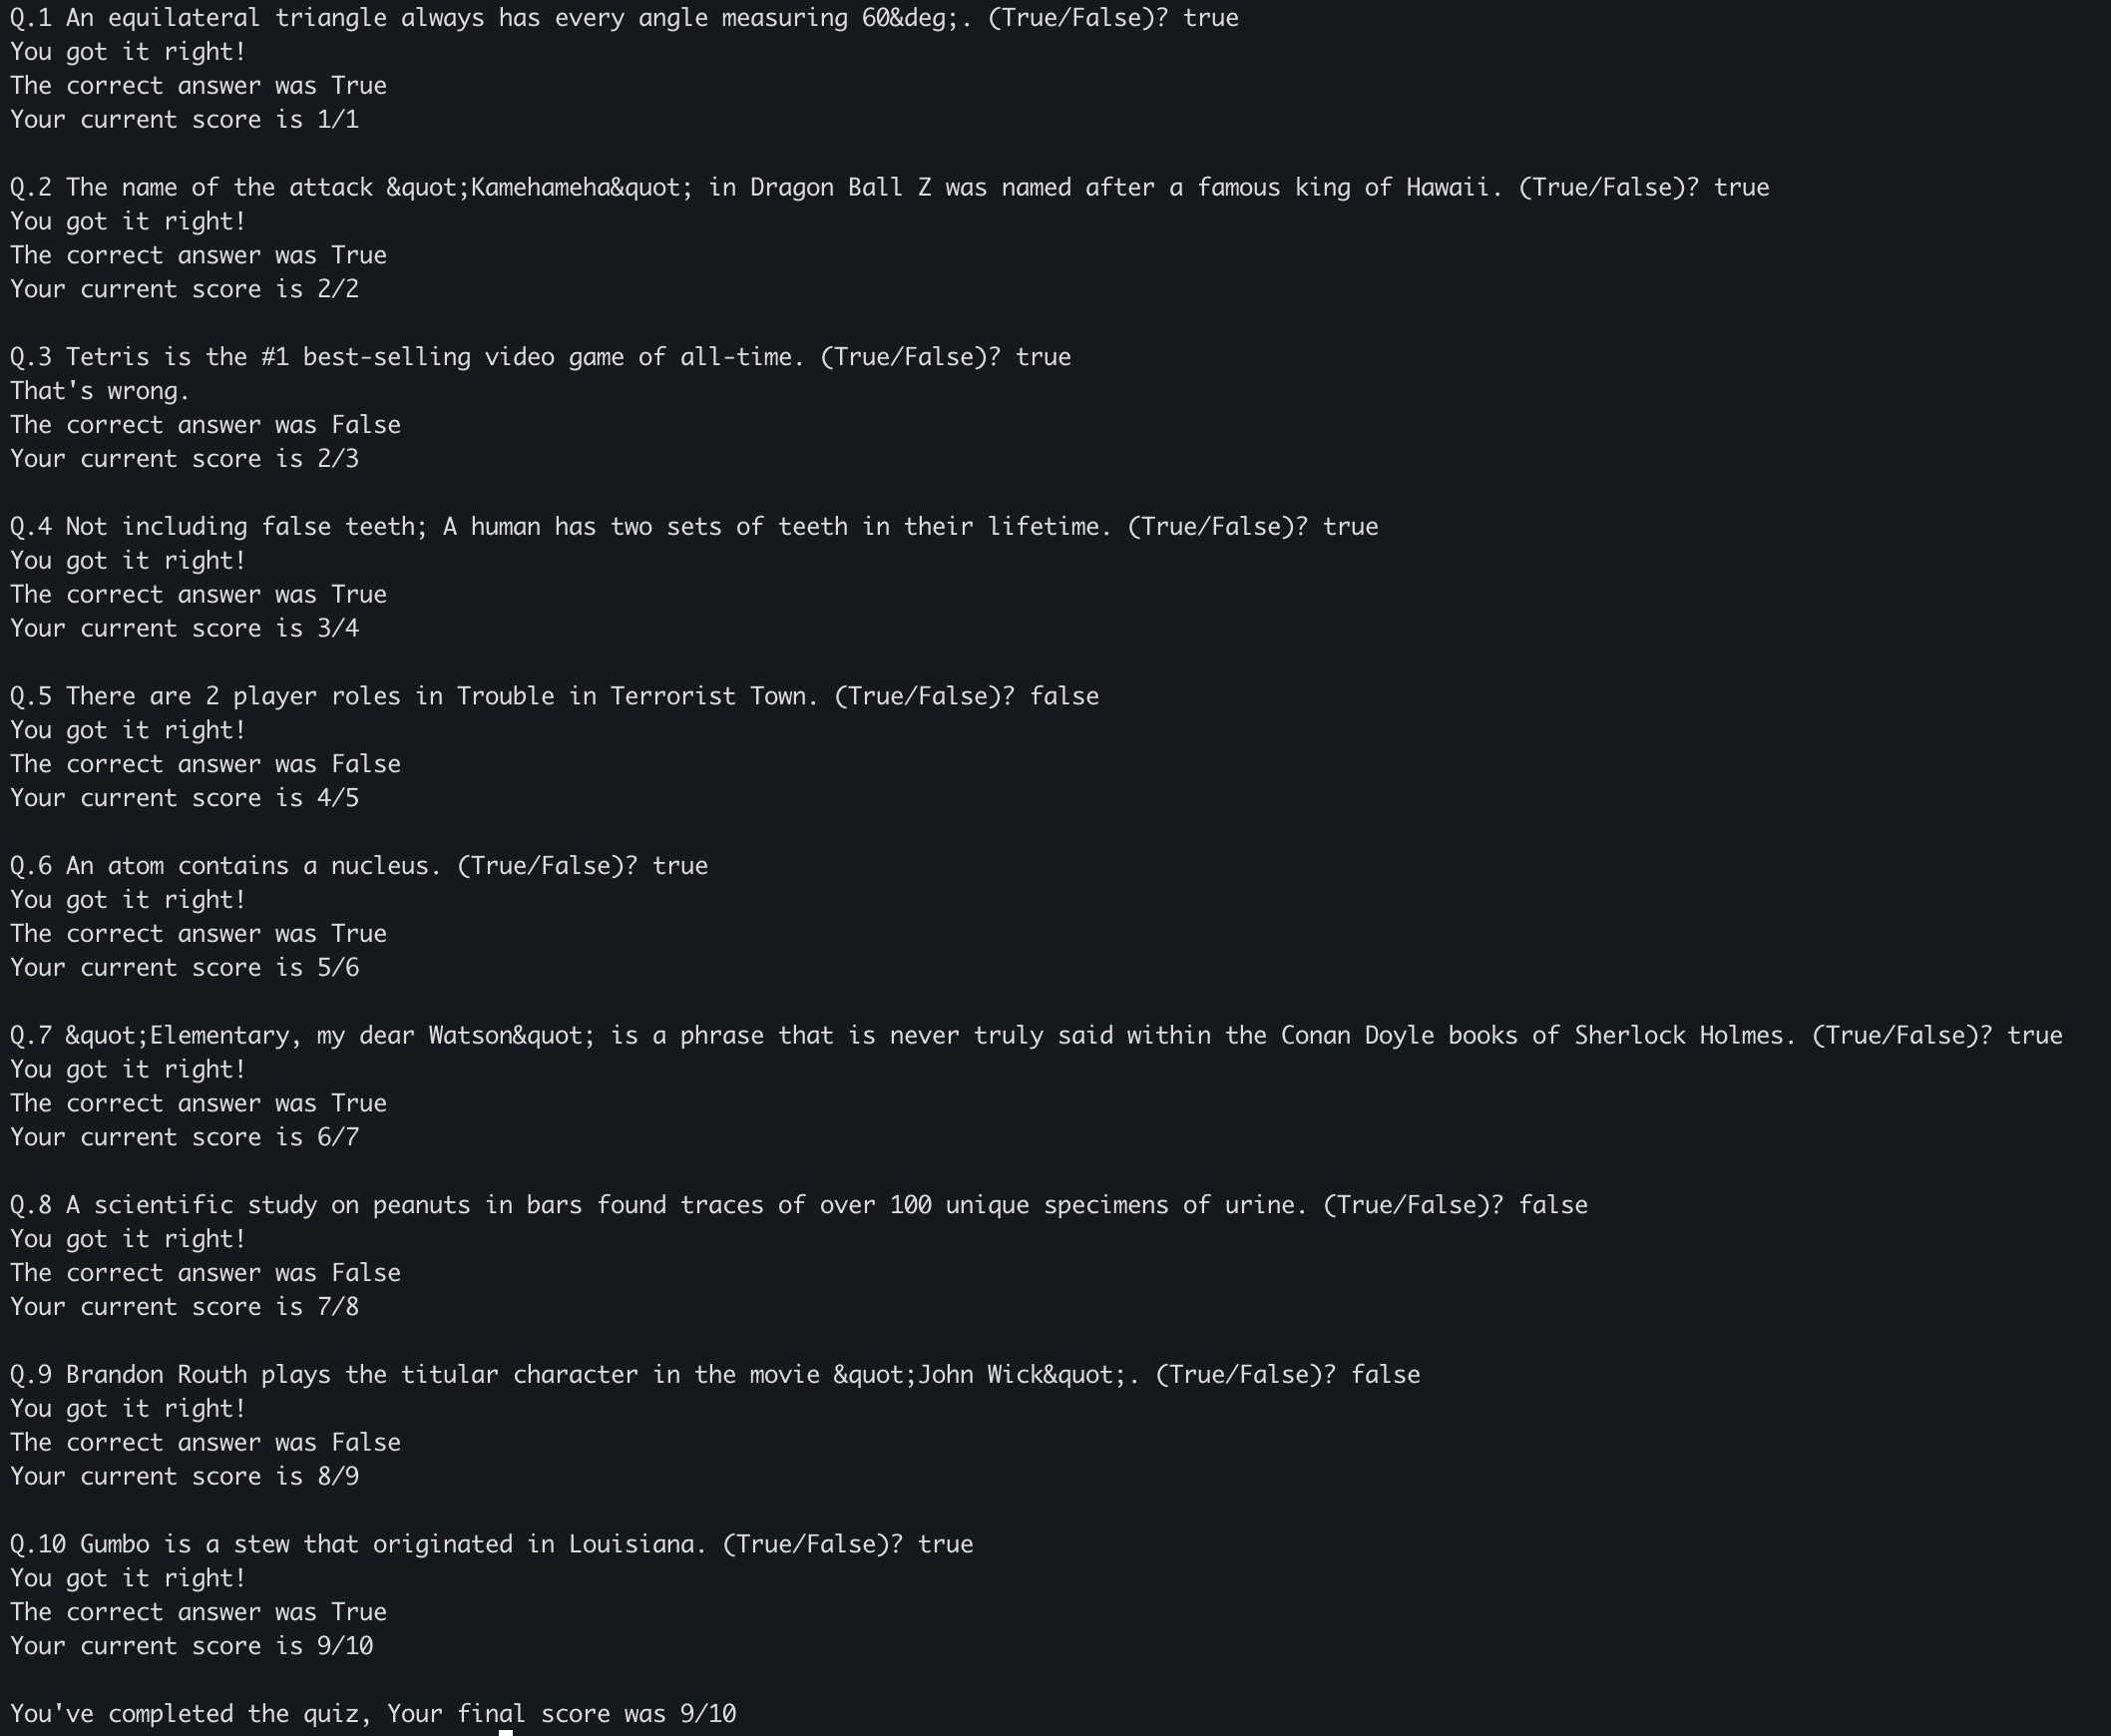 Q.1 An equilateral triangle always has every angle measuring 60&deg;. (True/False)? true
You got it right!
The correct answer was True
Your current score is 1/1

Q.2 The name of the attack &quot;Kamehameha&quot; in Dragon Ball Z was named after a famous king of Hawaii. (True/False)? true
You got it right!
The correct answer was True
Your current score is 2/2

Q.3 Tetris is the #1 best-selling video game of all-time. (True/False)? true
That's wrong.
The correct answer was False
Your current score is 2/3

Q.4 Not including false teeth; A human has two sets of teeth in their lifetime. (True/False)? true
You got it right!
The correct answer was True
Your current score is 3/4

Q.5 There are 2 player roles in Trouble in Terrorist Town. (True/False)? false
You got it right!
The correct answer was False
Your current score is 4/5

Q.6 An atom contains a nucleus. (True/False)? true
You got it right!
The correct answer was True
Your current score is 5/6

Q.7 &quot;Elementary, my dear Watson&quot; is a phrase that is never truly said within the Conan Doyle books of Sherlock Holmes. (True/False)? true
You got it right!
The correct answer was True
Your current score is 6/7

Q.8 A scientific study on peanuts in bars found traces of over 100 unique specimens of urine. (True/False)? false
You got it right!
The correct answer was False
Your current score is 7/8

Q.9 Brandon Routh plays the titular character in the movie &quot;John Wick&quot;. (True/False)? false
You got it right!
The correct answer was False
Your current score is 8/9

Q.10 Gumbo is a stew that originated in Louisiana. (True/False)? true
You got it right!
The correct answer was True
Your current score is 9/10

You've completed the quiz, Your final score was 9/10